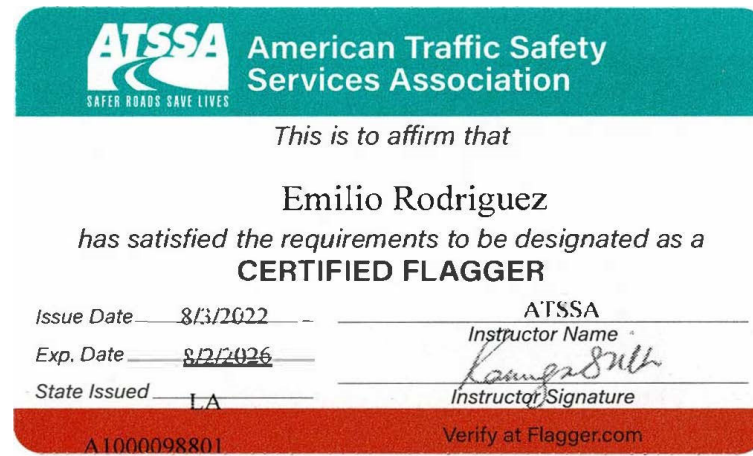 ATSSA
SAFER ROADS SAVE LIVES
American Traffic Safety
Services Association
This is to affirm that
Emilio Rodriguez
has satisfied the requirements to be designated as a
CERTIFIED FLAGGER
Issue Date 8/3/2022
ATSSA
Instructor Name
Exp. Date 8/2/2026
Instructor Signature
State Issued LA
A1000098801
Verify at Flagger.com